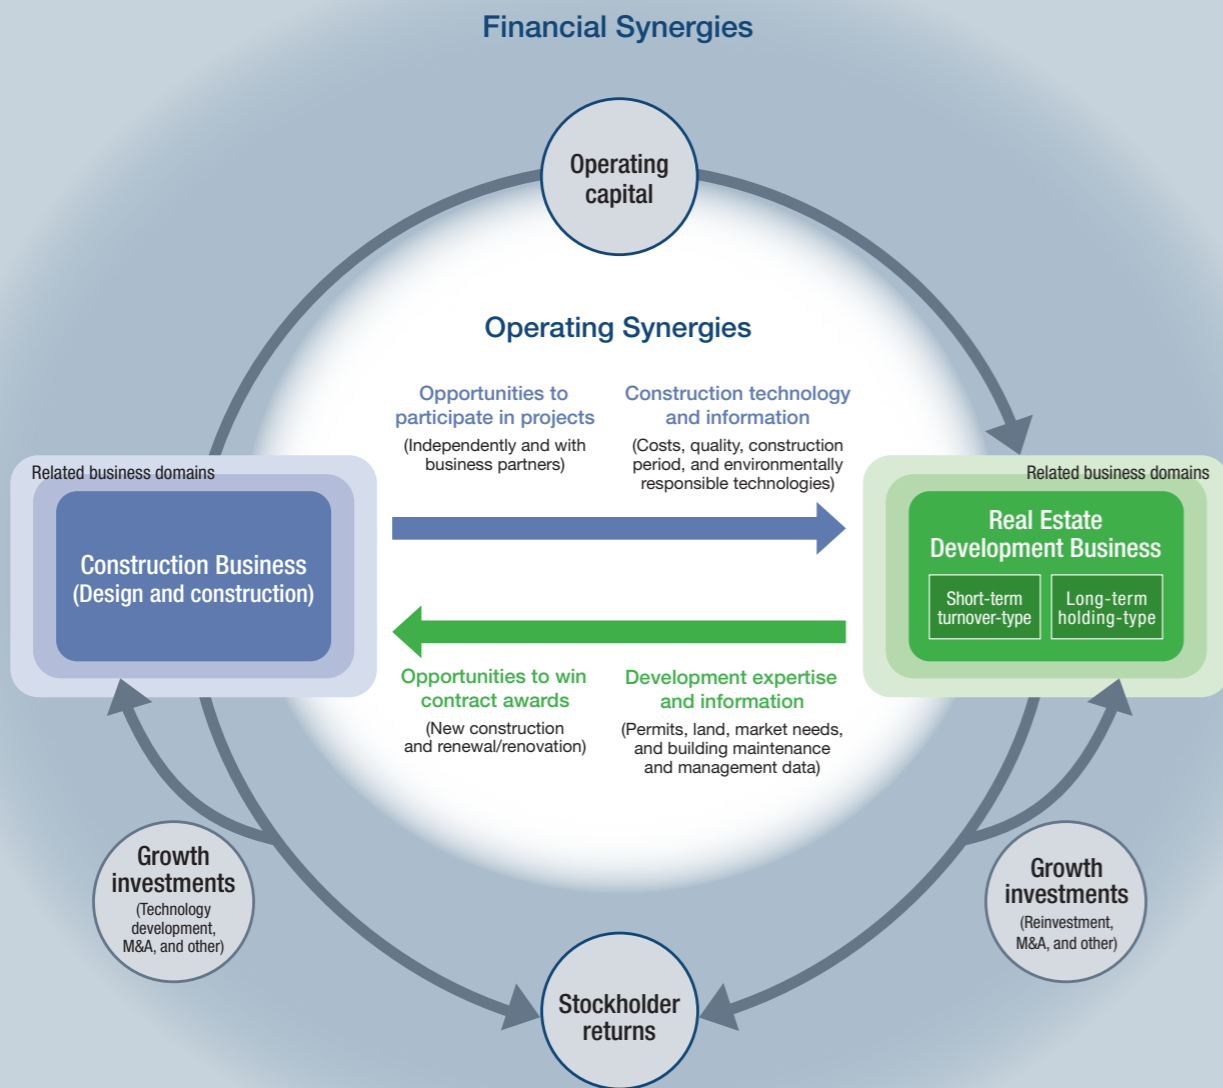 Financial Synergies
Operating
capital
Operating Synergies
Opportunities to
participate in projects
(Independently and with
business partners)
Construction technology
and information
(Costs, quality, construction
period, and environmentally
responsible technologies)
Related business domains
Construction Business
(Design and construction)
Related business domains
Real Estate
Development Business
Short-term
turnover-type
Long-term
holding-type
Opportunities to win
contract awards
(New construction
and renewal/renovation)
Development expertise
and information
(Permits, land, market needs,
and building maintenance
and management data)
Growth
investments
(Technology
development,
M&A, and other)
Growth
investments
(Reinvestment,
M&A, and other)
Stockholder
returns